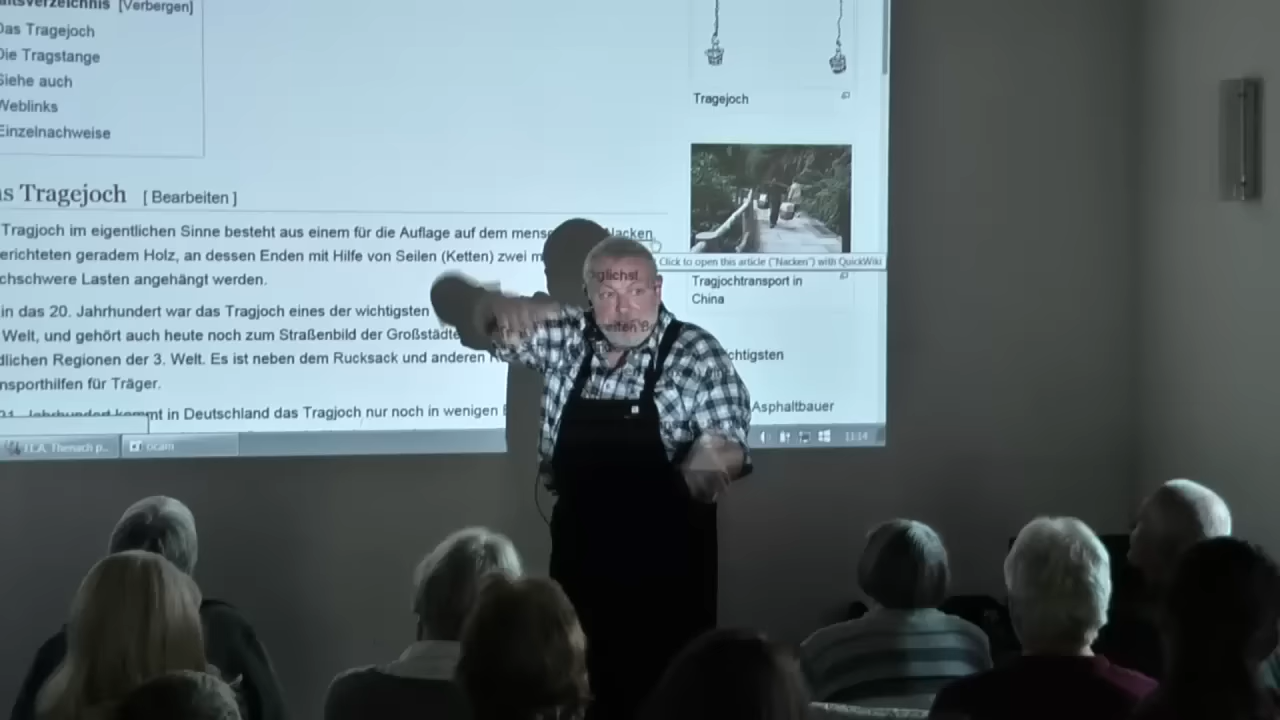 [Verbergen]
Das Tragejoch
Die Tragstange
Siehe auch
Weblinks
Einzelnachweise
Tragejoch
Tragejoch [ Bearbeiten ]
Tragjoch im eigentlichen Sinne besteht aus einem für die Auflage auf dem mens Nacken
erichteten geradem Holz, an dessen Enden mit Hilfe von Seilen (Ketten) zwei m
chschwere Lasten angehängt werden.
Click to open this article ("Nacken") with QuickWiki
glichst
Tragjochtransport in
China
in das 20. Jahrhundert war das Tragjoch eines der wichtigsten
Welt, und gehört auch heute noch zum Straßenbild der Großstädte
dlichen Regionen der 3. Welt. Es ist neben dem Rucksack und anderen
nsporthilfen für Träger.
chtigsten
Asphaltbauer
21. Jahrhundert kommt in Deutschland das Tragjoch nur noch in wenigen
ocam
11:14